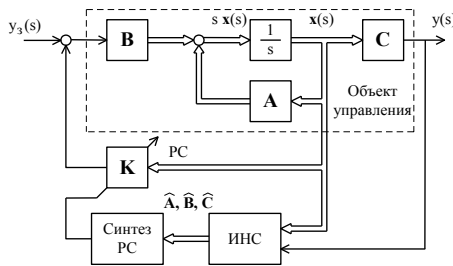 y₃(s)
B
s x(s)
1
s
x(s)
C
y(s)
A
Объект
управления
K
РС
Â, B̂, Ĉ
Синтез
РС
ИНС